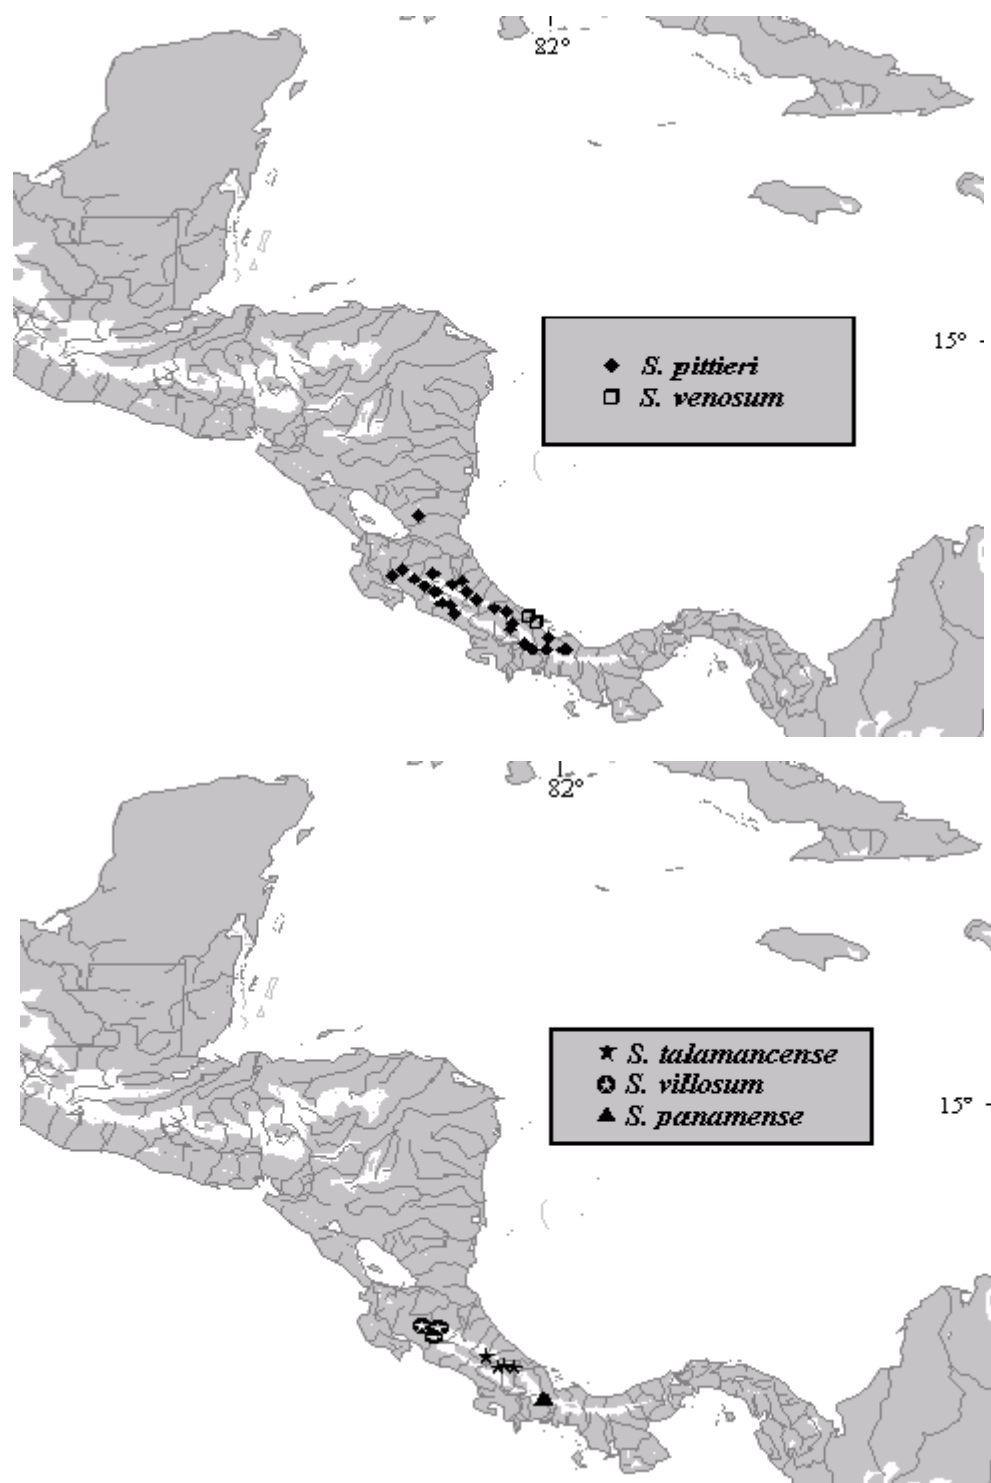 82°
15°
S. pittieri
S. venosum
82°
S. talamancense
S. villosum
15°
S. panamense